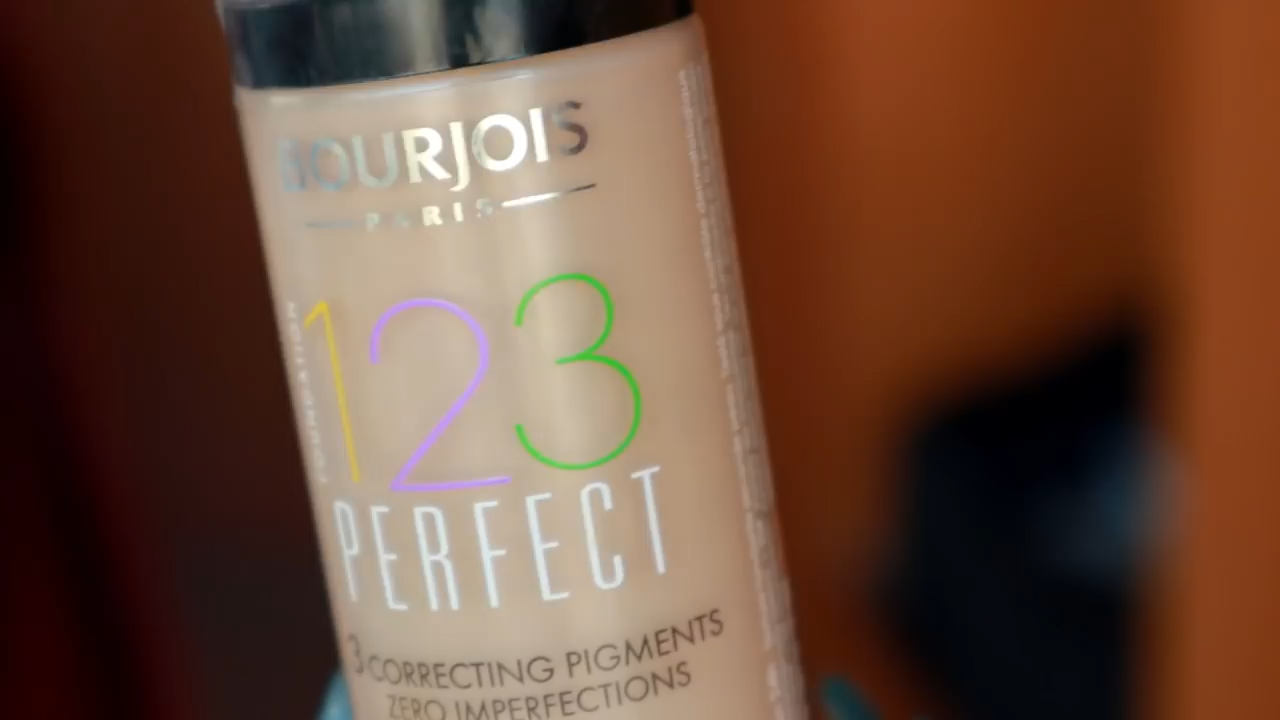 BOURJOIS
PARIS
123
PERFECT
3 CORRECTING PIGMENTS
ZERO IMPERFECTIONS